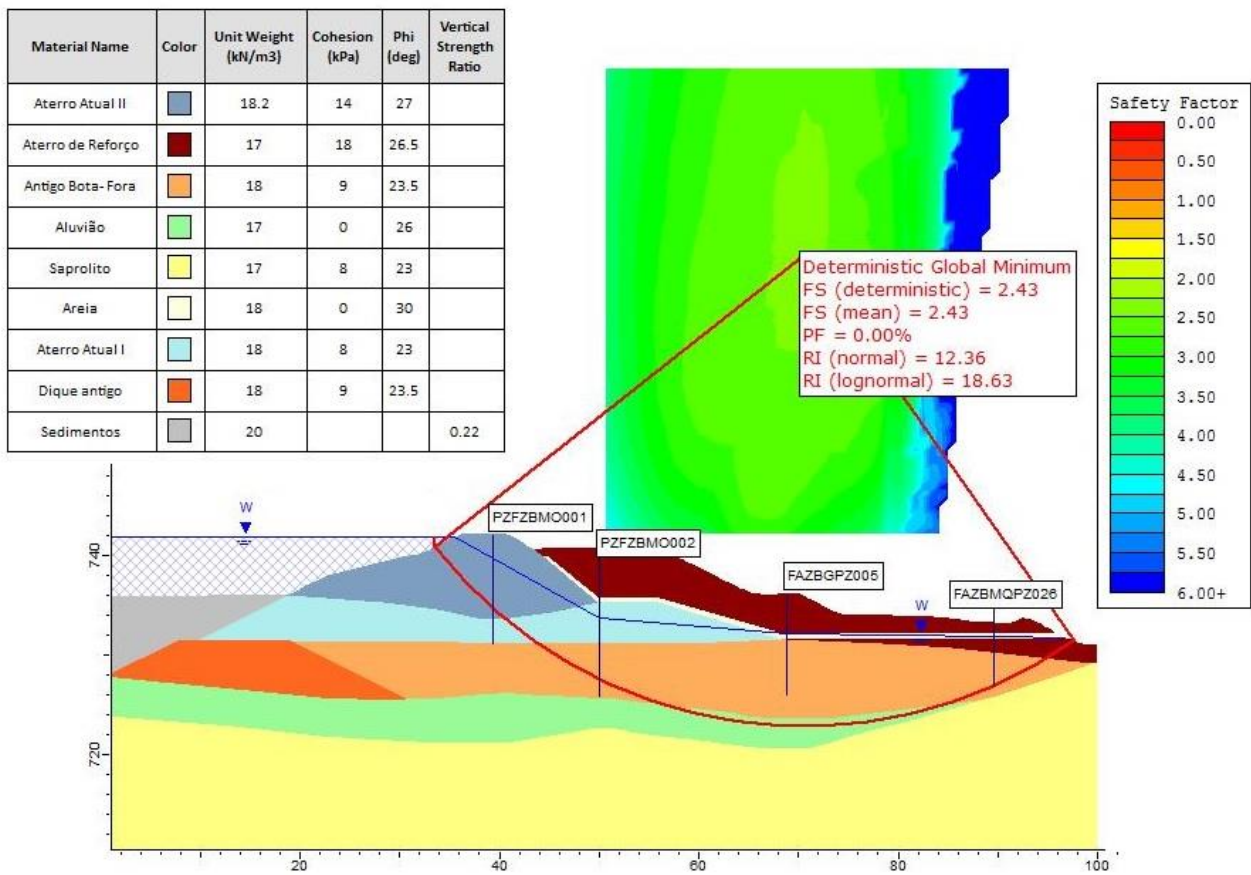 Material Name Color Unit Weight (kN/m3) Cohesion (kPa) Phi (deg) Vertical Strength Ratio
Aterro Atual II 18.2 14 27
Aterro de Reforço 17 18 26.5
Antigo Bota- Fora 18 9 23.5
Aluvião 17 0 26
Saprolito 17 8 23
Areia 18 0 30
Aterro Atual I 18 8 23
Dique antigo 18 9 23.5
Sedimentos 20 0.22
Safety Factor
0.00
0.50
1.00
1.50
2.00
2.50
3.00
3.50
4.00
4.50
5.00
5.50
6.00+
Deterministic Global Minimum
FS (deterministic) = 2.43
FS (mean) = 2.43
PF = 0.00%
RI (normal) = 12.36
RI (lognormal) = 18.63
W
PZFZBMO001
PZFZBMO002
FAZBGPZ005
W
FAZBMQPZ026
740
720
20 40 60 80 100